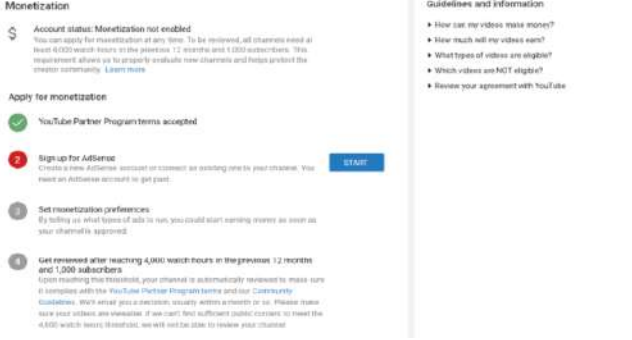 Monetization
Account status: Monetization not enabled
You can apply for monetization at any time. To be reviewed, all channels need at
least 4,000 watch hours in the previous 12 months and 1,000 subscribers. This
requirement allows us to properly evaluate new channels and helps protect the
creator community. Learn more
Apply for monetization
YouTube Partner Program terms accepted
2
Sign up for AdSense
Create a new AdSense account or connect an existing one to your channel. You
need an AdSense account to get paid.
START
3
Set monetization preferences
By telling us what types of ads to run, you could start earning money as soon as
your channel is approved.
4
Get reviewed after reaching 4,000 watch hours in the previous 12 months
and 1,000 subscribers
Upon reaching this threshold, your channel is automatically reviewed to make sure
it complies with the YouTube Partner Program terms and our Community
Guidelines. We'll email you a decision, usually within a month or so. Please make
sure your videos are viewable. If we can't find sufficient public content to meet the
4,000 watch hours threshold, we will not be able to review your channel
Guidelines and information
How can my videos make money?
How much will my videos earn?
What types of videos are eligible?
Which videos are NOT eligible?
Review your agreement with YouTube